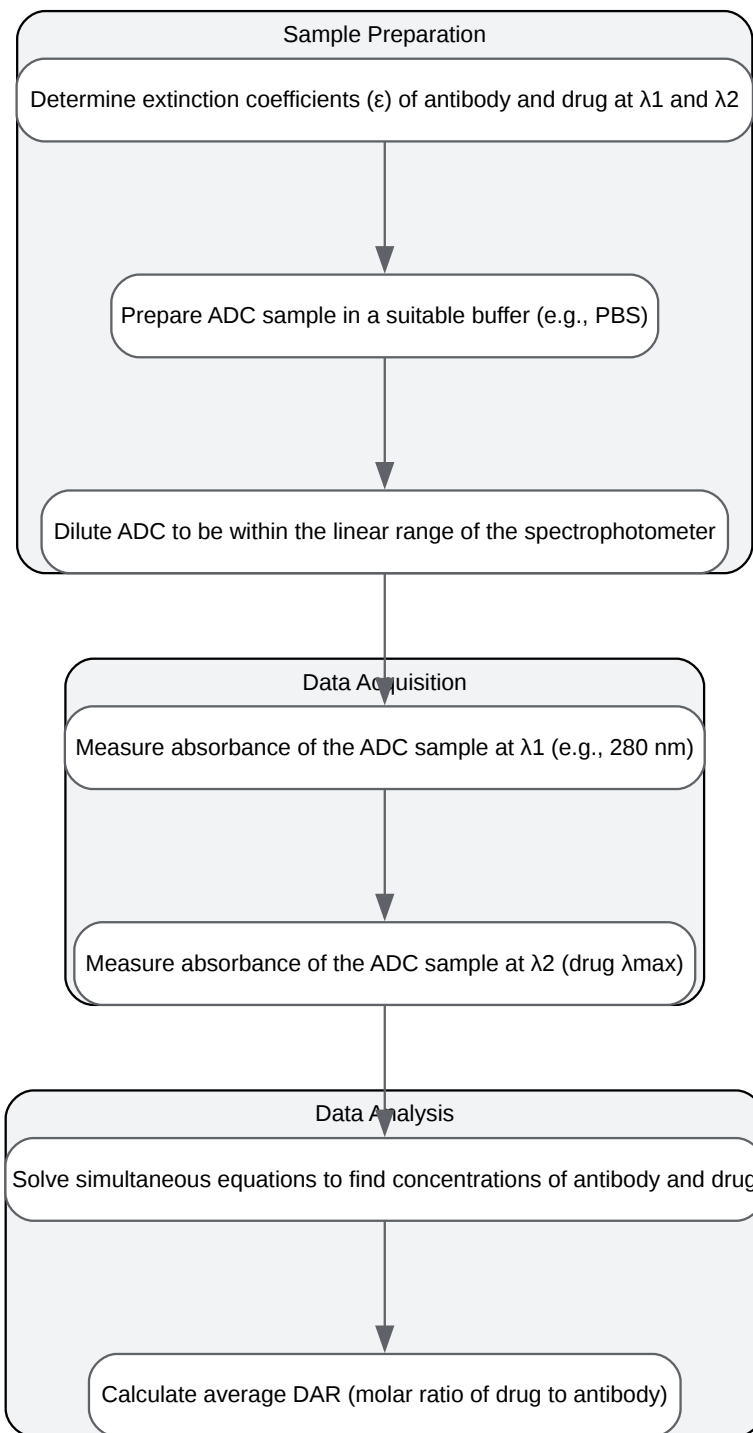 Sample Preparation
Determine extinction coefficients (ε) of antibody and drug at λ1 and λ2
Prepare ADC sample in a suitable buffer (e.g., PBS)
Dilute ADC to be within the linear range of the spectrophotometer
Data Acquisition
Measure absorbance of the ADC sample at λ1 (e.g., 280 nm)
Measure absorbance of the ADC sample at λ2 (drug λmax)
Data Analysis
Solve simultaneous equations to find concentrations of antibody and drug
Calculate average DAR (molar ratio of drug to antibody)